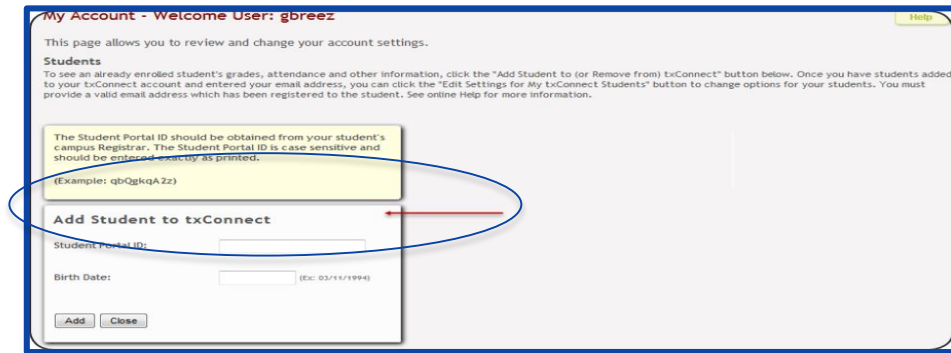 My Account - Welcome User: gbreez
Help
This page allows you to review and change your account settings.
Students
To see an already enrolled student's grades, attendance and other information, click the "Add Student to (or Remove from) txConnect" button below. Once you have students added
to your txConnect account and entered your email address, you can click the "Edit Settings for My txConnect Students" button to change options for your students. You must
provide a valid email address which has been registered to the student. See online Help for more information.
The Student Portal ID should be obtained from your student's
campus Registrar. The Student Portal ID is case sensitive and
should be entered exactly as printed.
(Example: qbQgkqA2z)
Add Student to txConnect
Student Portal ID:
Birth Date:
(Ex: 03/11/1994)
Add
Close